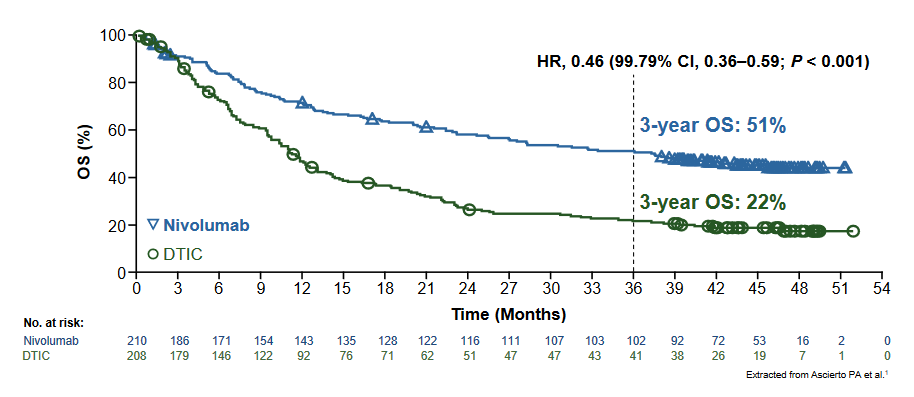 100
80
60
40
20
0
OS (%)
HR, 0.46 (99.79% CI, 0.36–0.59; P < 0.001)
3-year OS: 51%
3-year OS: 22%
Nivolumab
DTIC
0 3 6 9 12 15 18 21 24 27 30 33 36 39 42 45 48 51 54
Time (Months)
No. at risk:
Nivolumab 210 186 171 154 143 135 128 122 116 111 107 103 102 92 72 53 16 2 0
DTIC 208 179 146 122 92 76 71 62 51 47 47 43 41 38 26 19 7 1 0
Extracted from Ascierto PA et al.¹